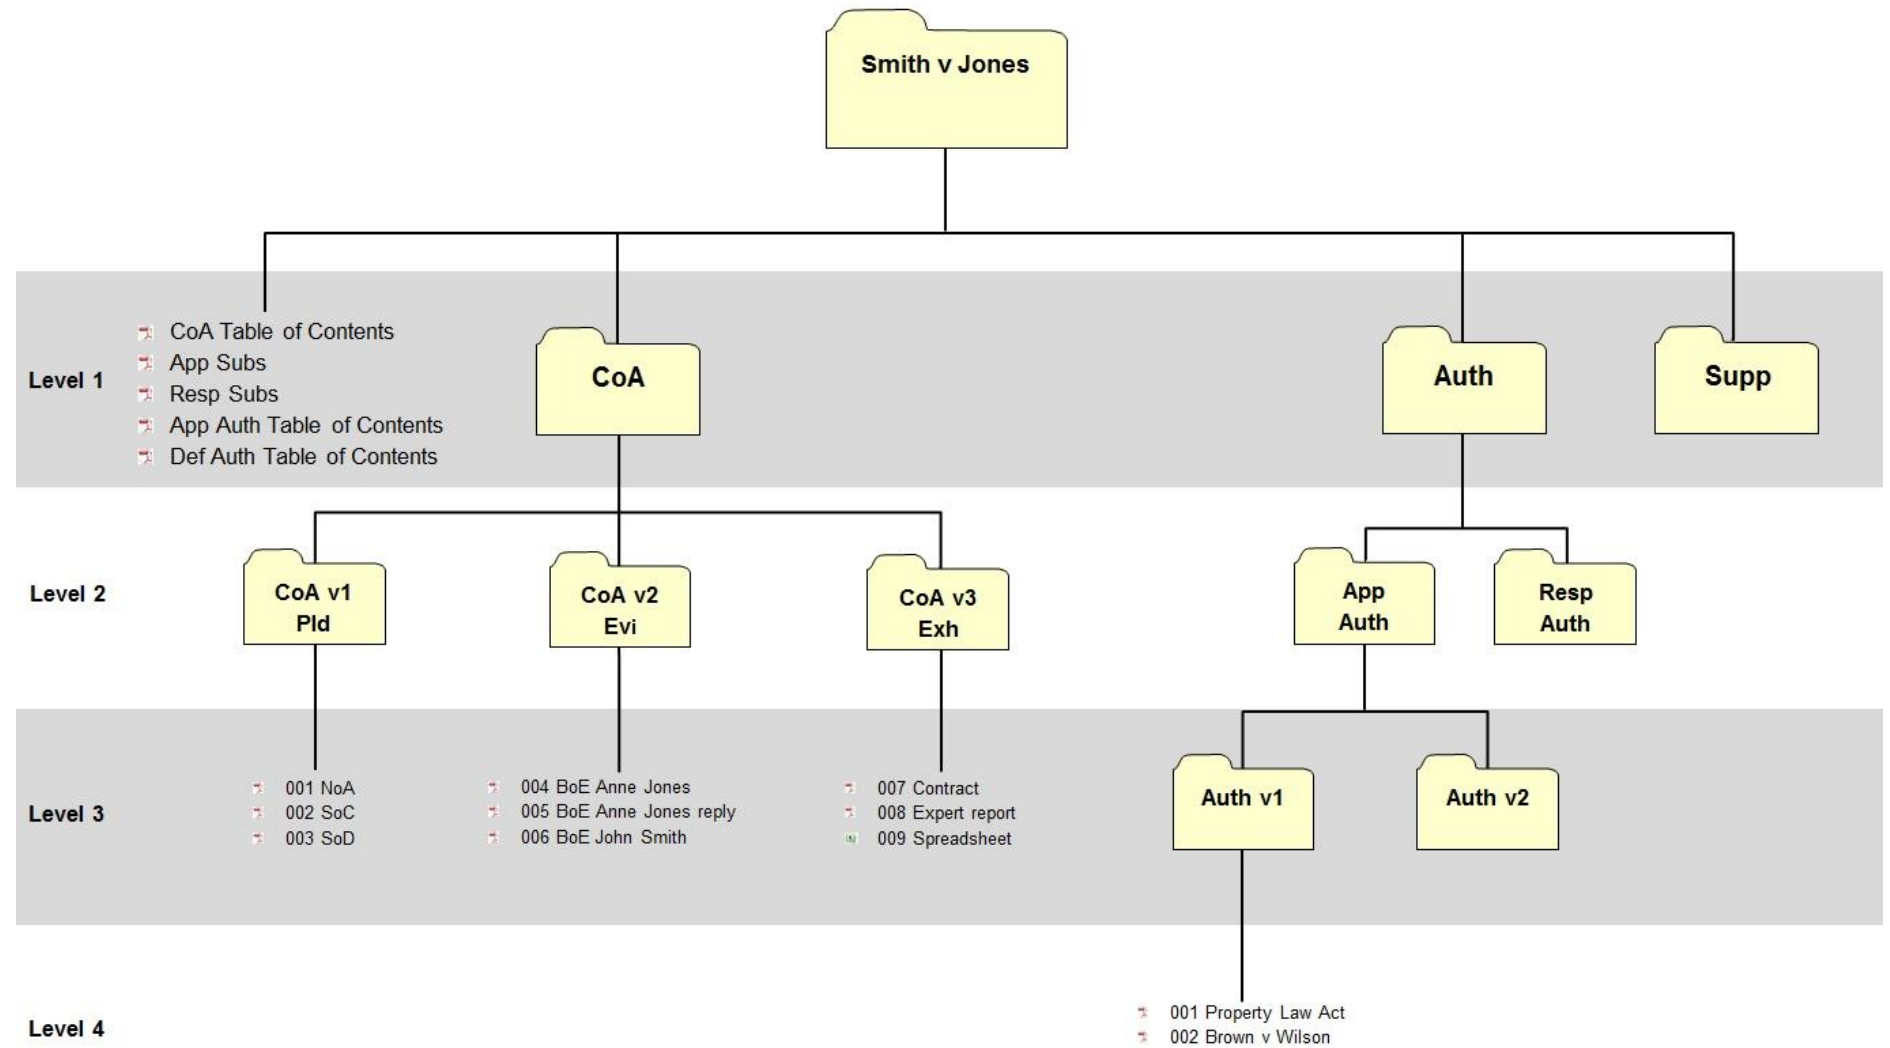 Smith v Jones
Level 1
CoA Table of Contents
App Subs
Resp Subs
App Auth Table of Contents
Def Auth Table of Contents
CoA
Auth
Supp
Level 2
CoA v1
Pld
CoA v2
Evi
CoA v3
Exh
App
Auth
Resp
Auth
Level 3
001 NoA
002 SoC
003 SoD
004 BoE Anne Jones
005 BoE Anne Jones reply
006 BoE John Smith
007 Contract
008 Expert report
009 Spreadsheet
Auth v1
Auth v2
Level 4
001 Property Law Act
002 Brown v Wilson